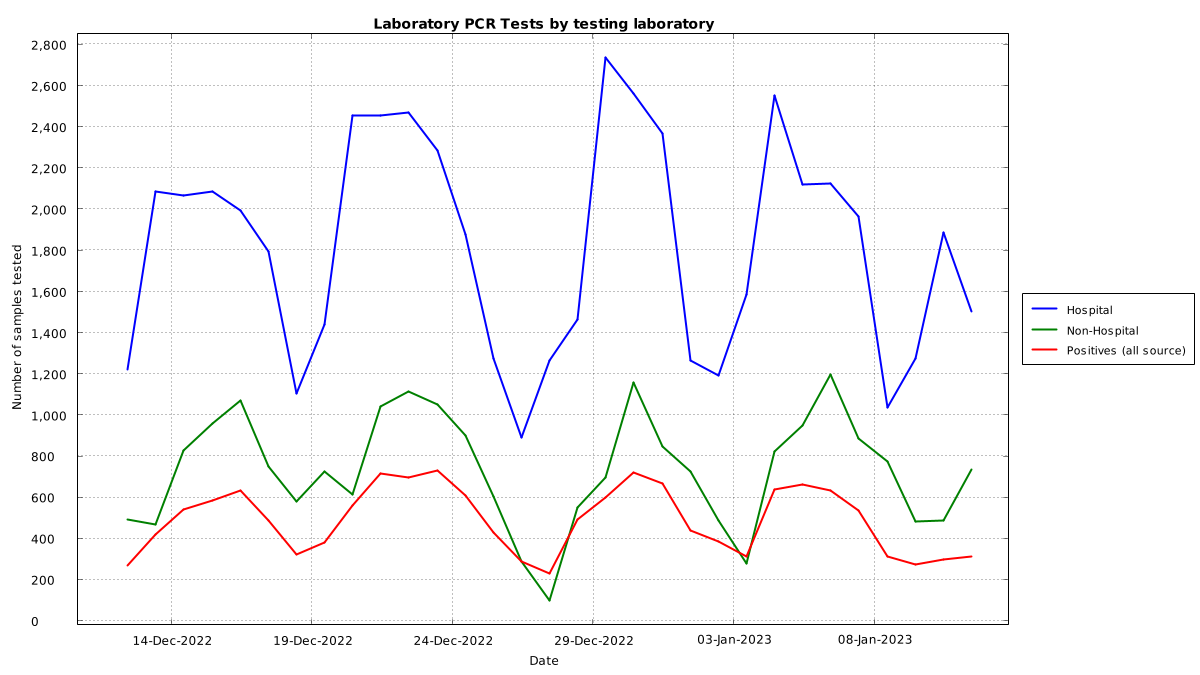 Laboratory PCR Tests by testing laboratory
2,800
2,600
2,400
2,200
2,000
1,800
1,600
1,400
1,200
1,000
800
600
400
200
0
Number of samples tested
14-Dec-2022 19-Dec-2022 24-Dec-2022 29-Dec-2022 03-Jan-2023 08-Jan-2023
Date
Hospital
Non-Hospital
Positives (all source)